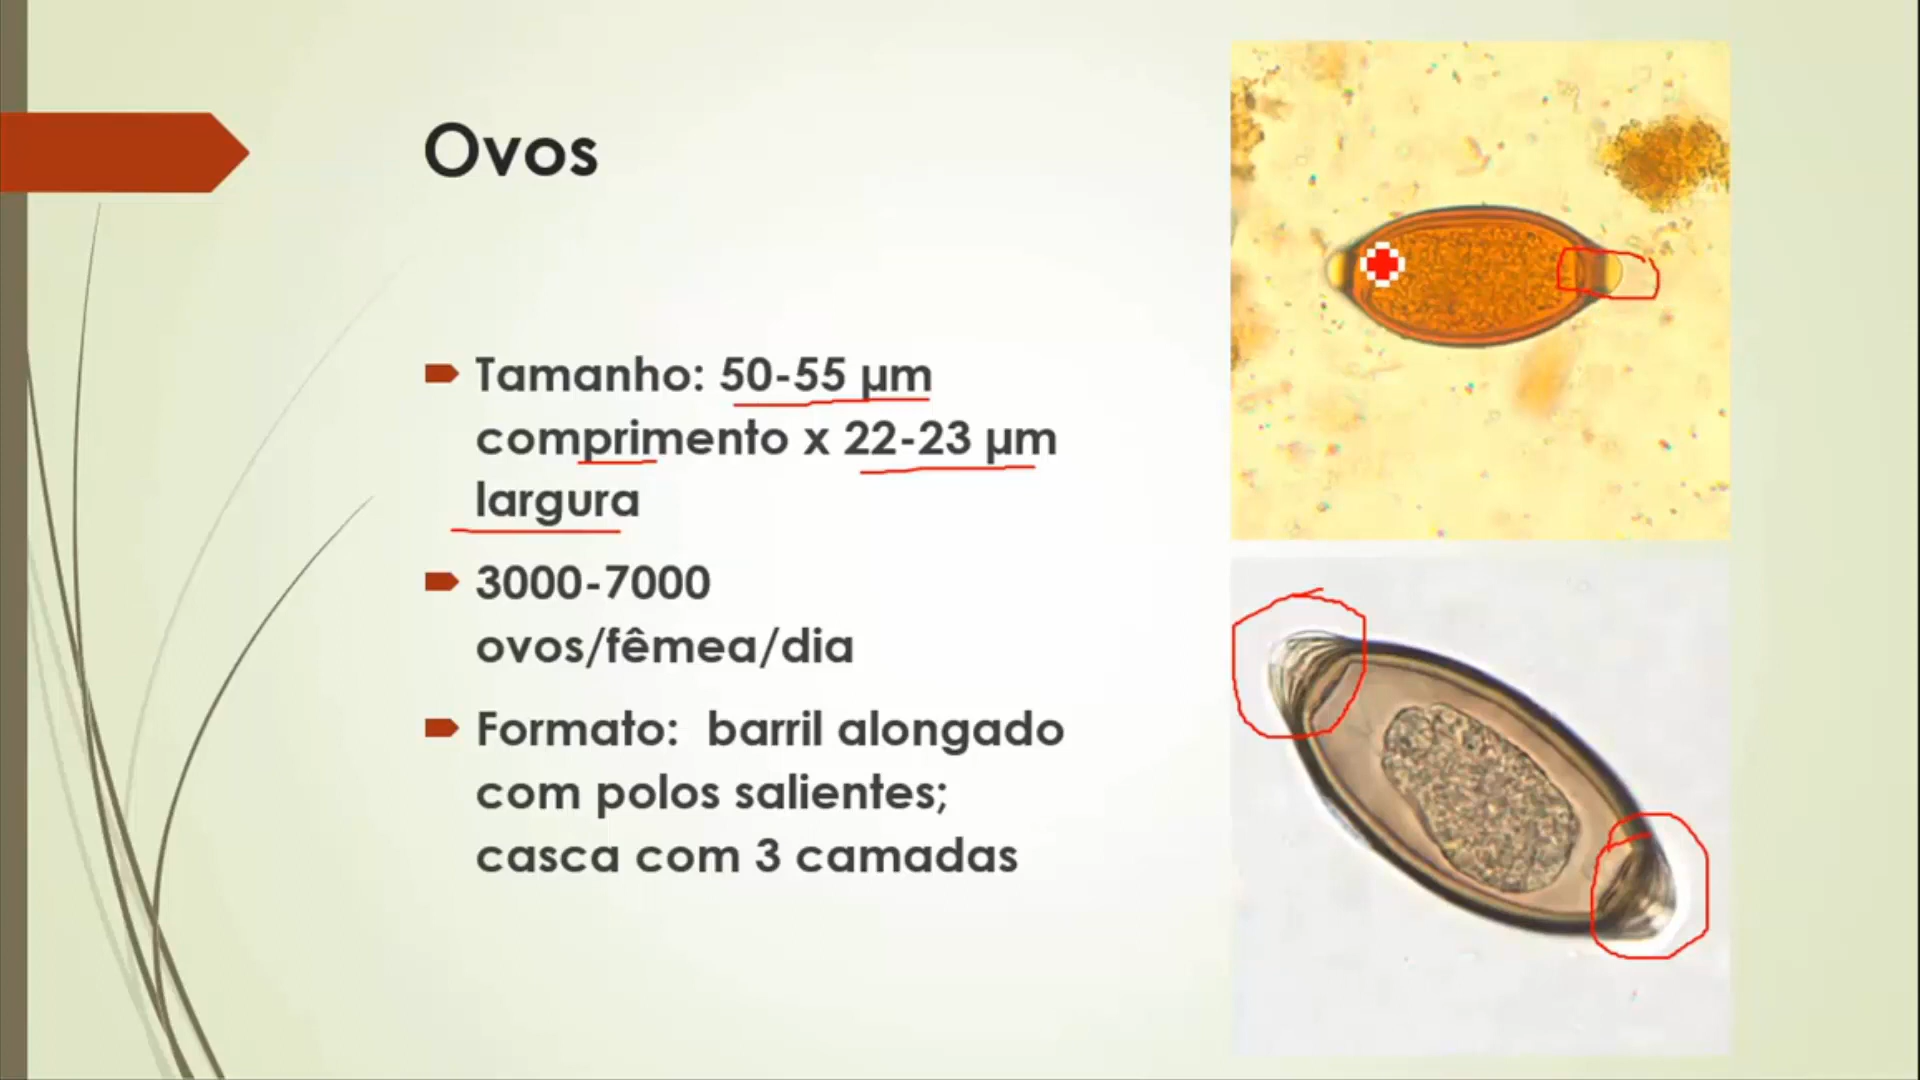 Ovos
Tamanho: 50-55 µm
comprimento x 22-23 µm
largura
3000-7000
ovos/fêmea/dia
Formato: barril alongado
com polos salientes;
casca com 3 camadas